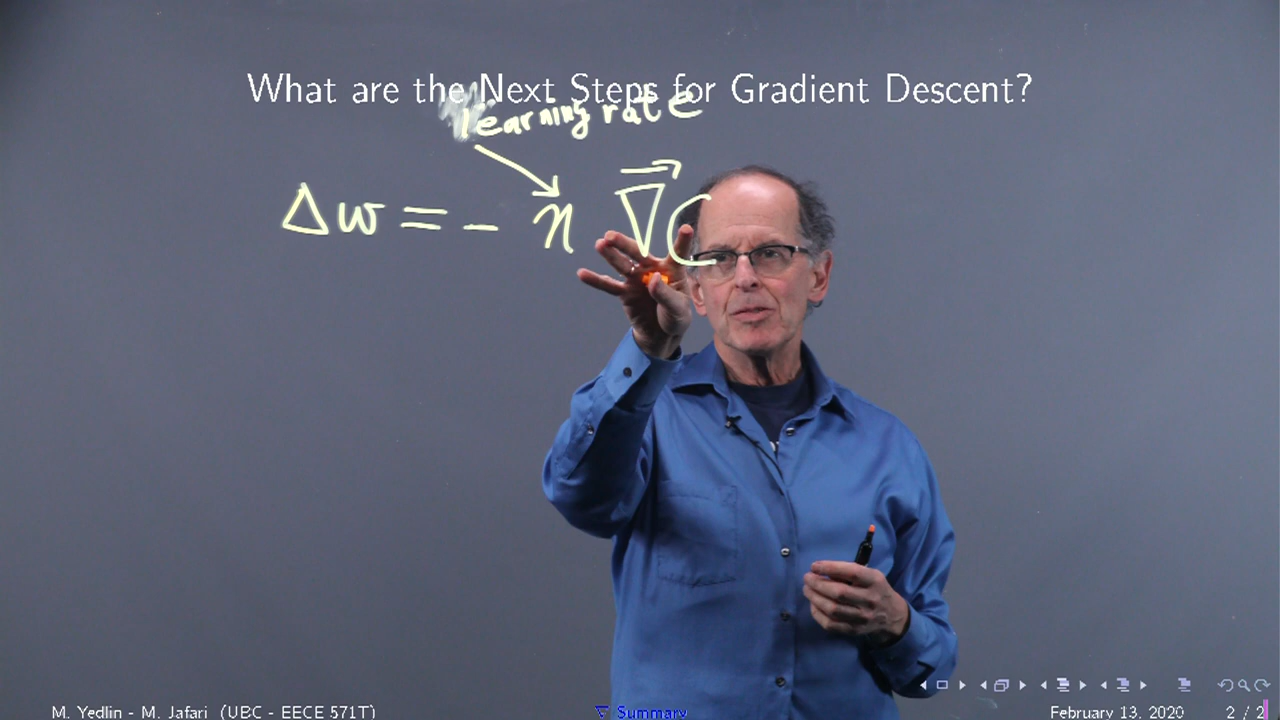 What are the Next Steps for Gradient Descent?
learning rate
Δw = - η ∇⃗C
M. Yedlin - M. Jafari (UBC - EECE 571T)
▽ Summary
February 13, 2020
2 / 2